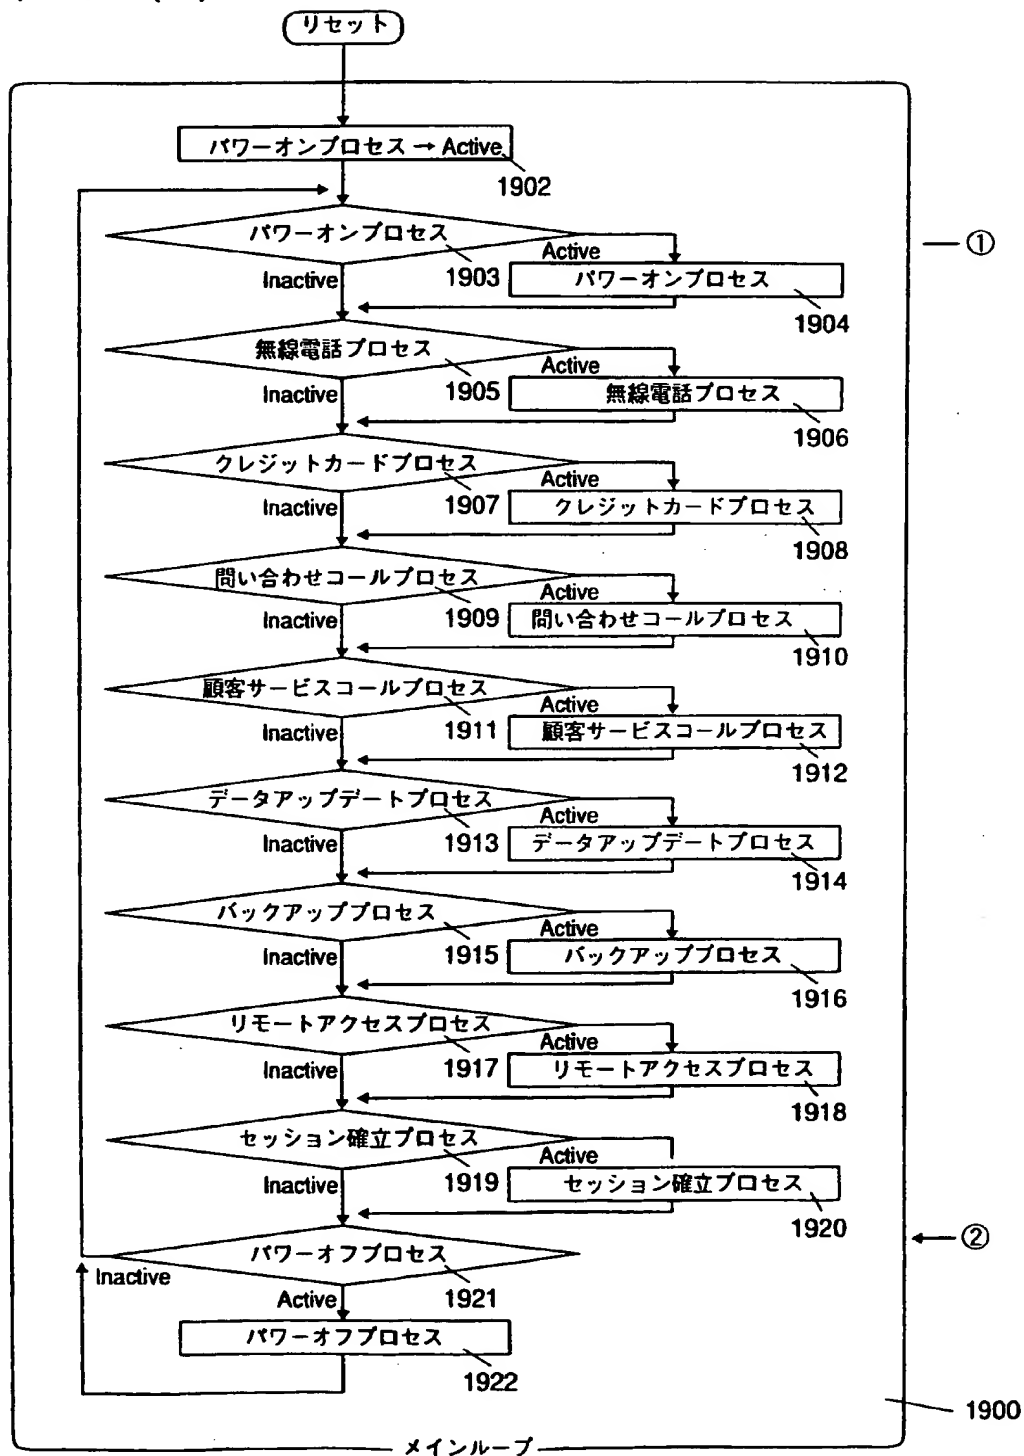 リセット
パワーオンプロセス → Active
1902
パワーオンプロセス
1903
Active
Inactive
パワーオンプロセス
1904
無線電話プロセス
1905
Active
Inactive
無線電話プロセス
1906
クレジットカードプロセス
1907
Active
Inactive
クレジットカードプロセス
1908
問い合わせコールプロセス
1909
Active
Inactive
問い合わせコールプロセス
1910
顧客サービスコールプロセス
1911
Active
Inactive
顧客サービスコールプロセス
1912
データアップデートプロセス
1913
Active
Inactive
データアップデートプロセス
1914
バックアッププロセス
1915
Active
Inactive
バックアッププロセス
1916
リモートアクセスプロセス
1917
Active
Inactive
リモートアクセスプロセス
1918
セッション確立プロセス
1919
Active
Inactive
セッション確立プロセス
1920
パワーオフプロセス
1921
Inactive
Active
パワーオフプロセス
1922
①
②
1900
メインループ